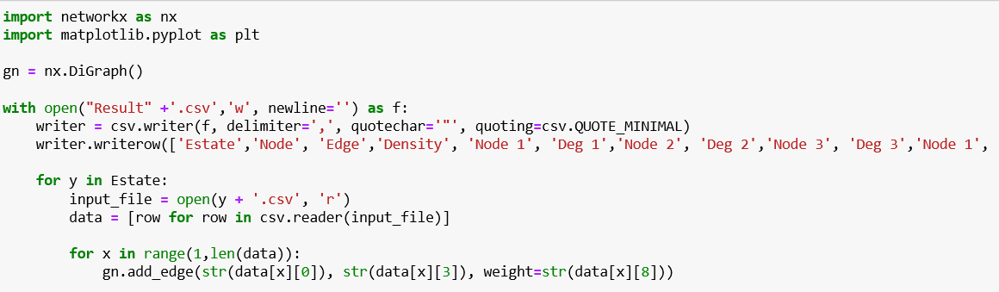 import networkx as nx
import matplotlib.pyplot as plt
gn = nx.DiGraph()
with open("Result" +'.csv','w', newline='') as f:
    writer = csv.writer(f, delimiter=',', quotechar='"', quoting=csv.QUOTE_MINIMAL)
    writer.writerow(['Estate','Node', 'Edge','Density', 'Node 1', 'Deg 1','Node 2', 'Deg 2','Node 3', 'Deg 3','Node 1',
    for y in Estate:
        input_file = open(y + '.csv', 'r')
        data = [row for row in csv.reader(input_file)]
        for x in range(1,len(data)):
            gn.add_edge(str(data[x][0]), str(data[x][3]), weight=str(data[x][8]))